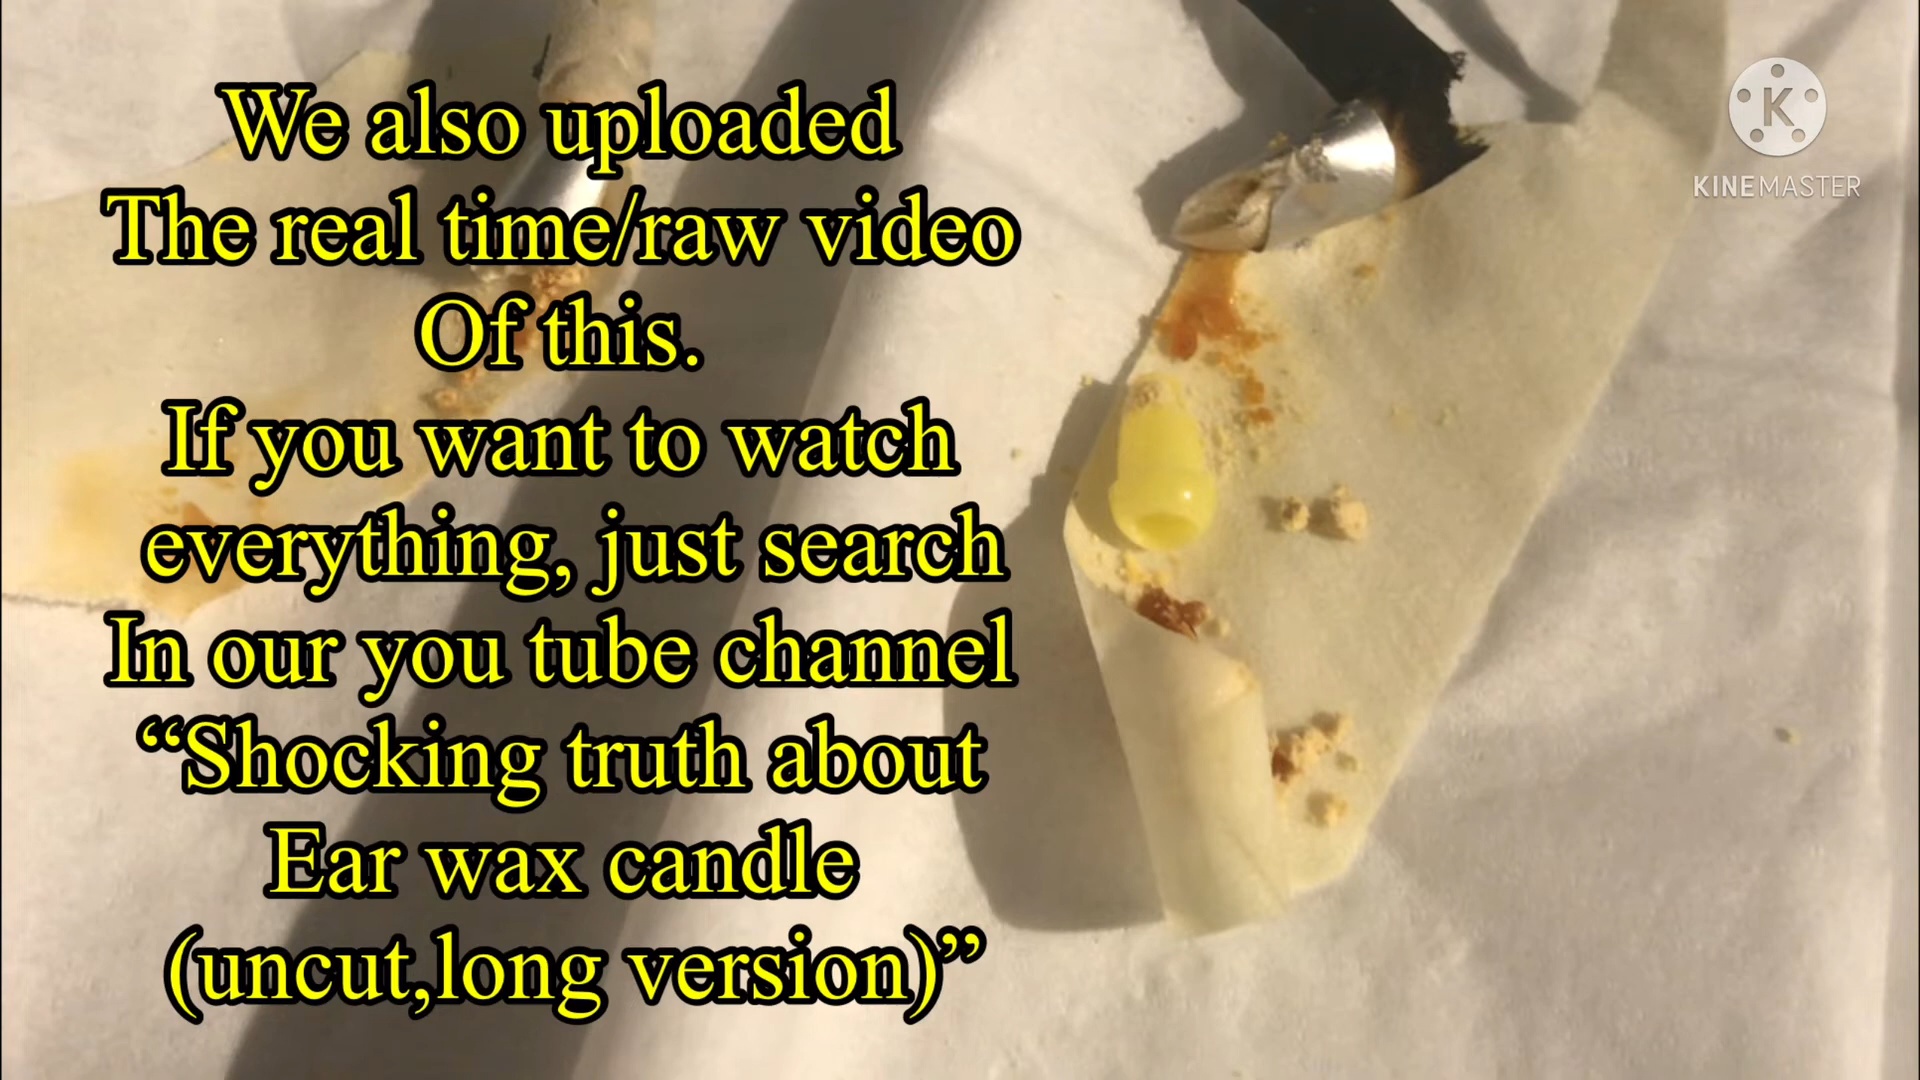 We also uploaded
The real time/raw video
Of this.
If you want to watch
everything, just search
In our you tube channel
“Shocking truth about
Ear wax candle
(uncut,long version)”
K
KINEMASTER